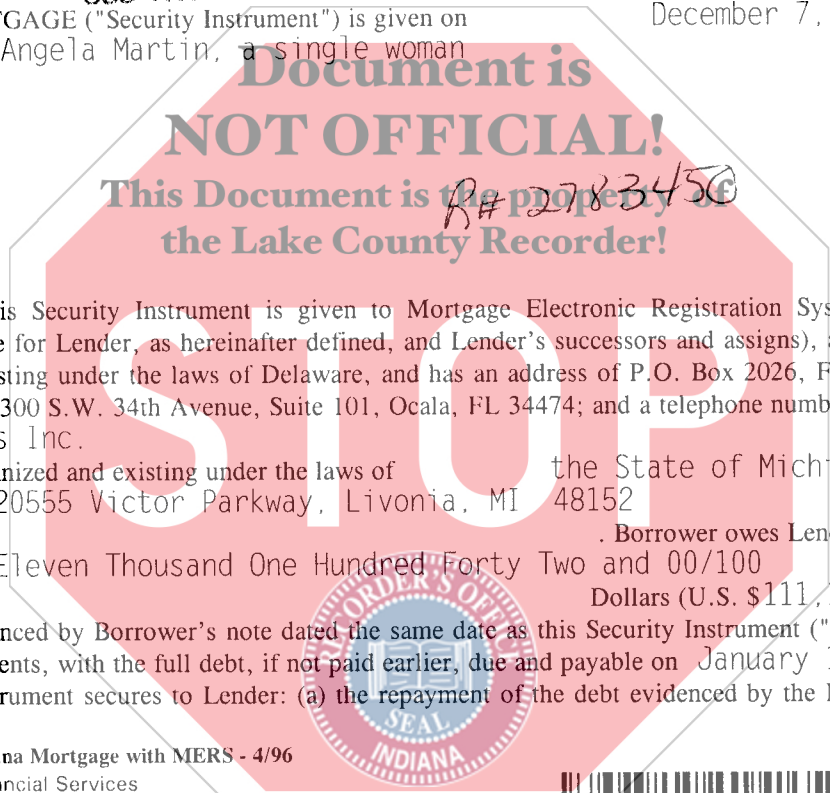 GAGE ("Security Instrument") is given on
December 7,
Angela Martin, a single woman
Document is
NOT OFFICIAL!
This Document is the property of
R# 2783450
the Lake County Recorder!
is Security Instrument is given to Mortgage Electronic Registration Sys
e for Lender, as hereinafter defined, and Lender's successors and assigns), a
sting under the laws of Delaware, and has an address of P.O. Box 2026, F
300 S.W. 34th Avenue, Suite 101, Ocala, FL 34474; and a telephone numb
s Inc.
nized and existing under the laws of the State of Michi
20555 Victor Parkway, Livonia, MI 48152
. Borrower owes Len
Eleven Thousand One Hundred Forty Two and 00/100
Dollars (U.S. $111,
nced by Borrower's note dated the same date as this Security Instrument ("
ents, with the full debt, if not paid earlier, due and payable on January 1
rument secures to Lender: (a) the repayment of the debt evidenced by the
na Mortgage with MERS - 4/96
ncial Services
STOP
RECORDER'S OFFICE
SEAL
INDIANA